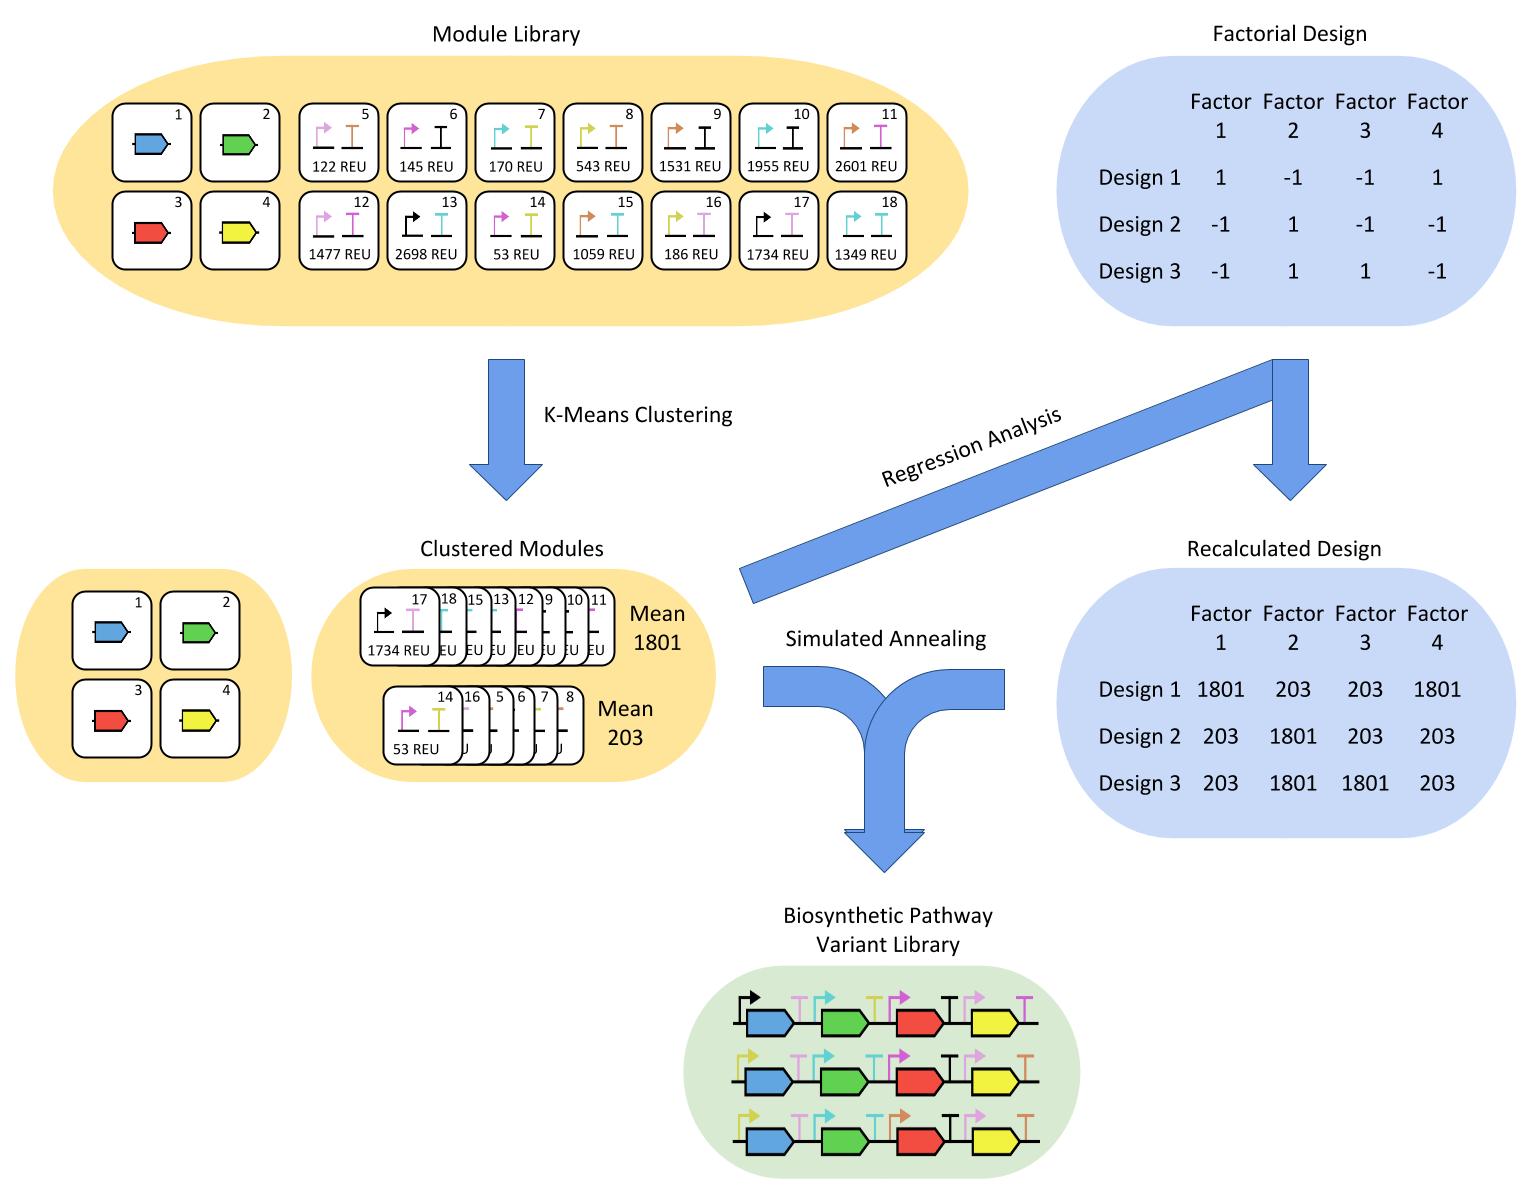 Module Library
Factorial Design
1 2 5 6 7 8 9 10 11
122 REU 145 REU 170 REU 543 REU 1531 REU 1955 REU 2601 REU
3 4 12 13 14 15 16 17 18
1477 REU 2698 REU 53 REU 1059 REU 186 REU 1734 REU 1349 REU
Factor Factor Factor Factor
1 2 3 4
Design 1 1 -1 -1 1
Design 2 -1 1 -1 -1
Design 3 -1 1 1 -1
K-Means Clustering
Regression Analysis
Clustered Modules
Recalculated Design
1 2
3 4
17 18 15 13 12 9 10 11
1734 REU EU EU EU EU EU EU
Mean
1801
14 16 5 6 7 8
53 REU
Mean
203
Simulated Annealing
Factor Factor Factor Factor
1 2 3 4
Design 1 1801 203 203 1801
Design 2 203 1801 203 203
Design 3 203 1801 1801 203
Biosynthetic Pathway
Variant Library